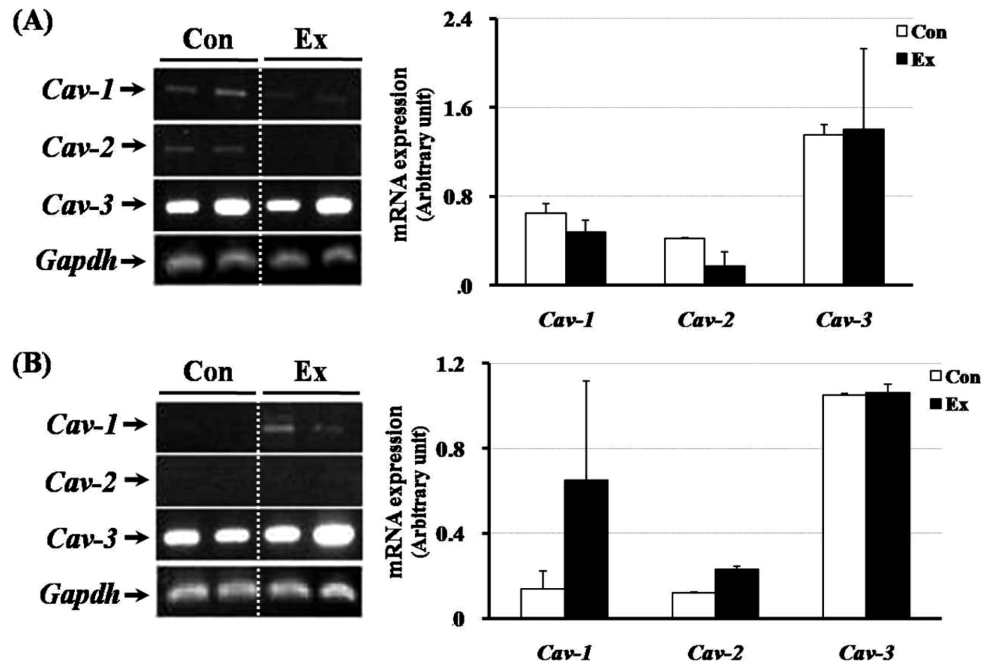 (A)
Con Ex
Cav-1
Cav-2
Cav-3
Gapdh
mRNA expression
(Arbitrary unit)
2.4
1.6
0.8
.0
Con
Ex
Cav-1 Cav-2 Cav-3
(B)
Con Ex
Cav-1
Cav-2
Cav-3
Gapdh
mRNA expression
(Arbitrary unit)
1.2
0.8
0.4
0
Con
Ex
Cav-1 Cav-2 Cav-3